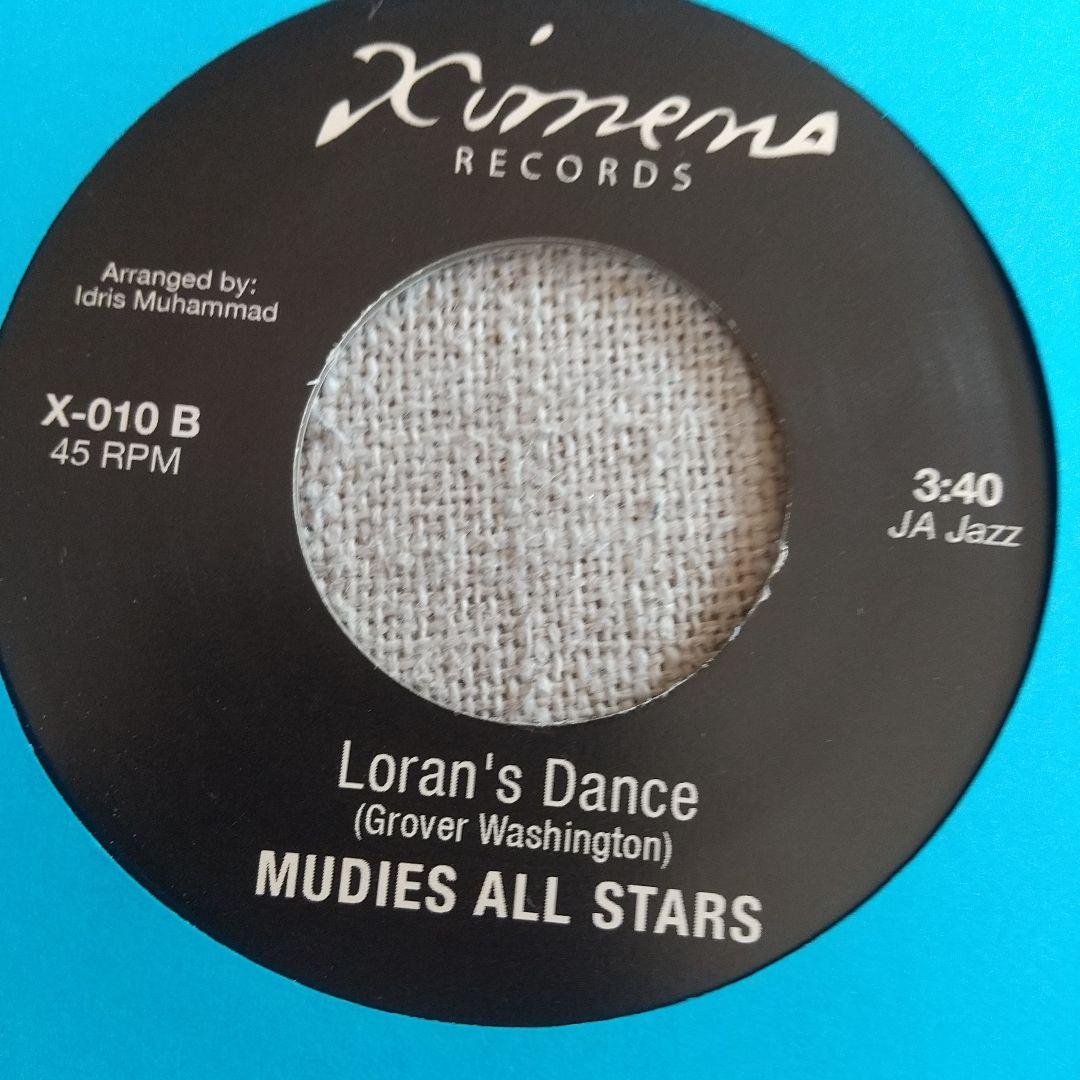 Ximena
RECORDS
Arranged by:
Idris Muhammad
X-010 B
45 RPM
3:40
JA Jazz
Loran's Dance
(Grover Washington)
MUDIES ALL STARS